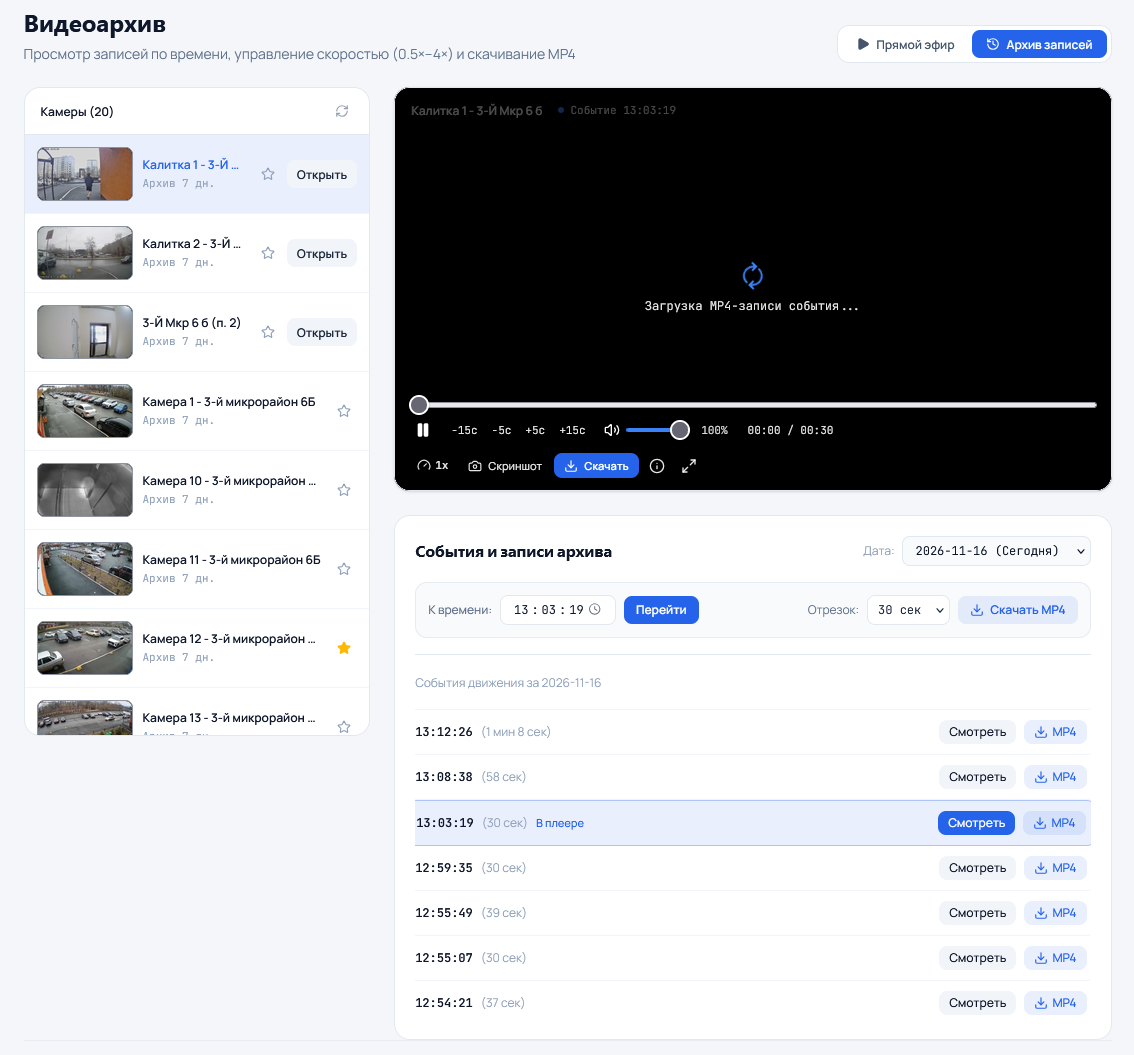 Видеоархив
Просмотр записей по времени, управление скоростью (0.5×–4×) и скачивание MP4
Прямой эфир
Архив записей
Камеры (20)
Калитка 1 - 3-Й ...
Архив 7 дн.
Открыть
Калитка 2 - 3-Й ...
Архив 7 дн.
Открыть
3-Й Мкр 6 б (п. 2)
Архив 7 дн.
Открыть
Камера 1 - 3-й микрорайон 6Б
Архив 7 дн.
Камера 10 - 3-й микрорайон ...
Архив 7 дн.
Камера 11 - 3-й микрорайон 6Б
Архив 7 дн.
Камера 12 - 3-й микрорайон ...
Архив 7 дн.
Камера 13 - 3-й микрорайон ...
Архив 7 дн.
Калитка 1 - 3-Й Мкр 6 б
Событие 13:03:19
Загрузка MP4-записи события...
-15с -5с +5с +15с 100% 00:00 / 00:30
1x Скриншот Скачать
События и записи архива
Дата: 2026-11-16 (Сегодня)
К времени: 13:03:19 Перейти Отрезок: 30 сек Скачать MP4
События движения за 2026-11-16
13:12:26 (1 мин 8 сек) Смотреть MP4
13:08:38 (58 сек) Смотреть MP4
13:03:19 (30 сек) В плеере Смотреть MP4
12:59:35 (30 сек) Смотреть MP4
12:55:49 (39 сек) Смотреть MP4
12:55:07 (30 сек) Смотреть MP4
12:54:21 (37 сек) Смотреть MP4